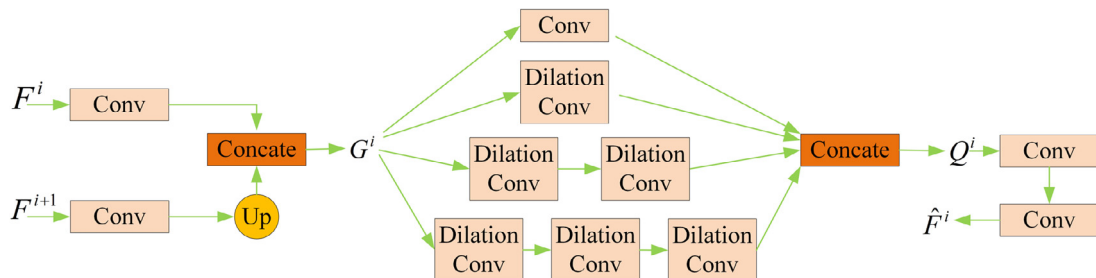 F^i
Conv
F^{i+1}
Conv
Up
Concate
G^i
Conv
Dilation
Conv
Dilation
Conv
Dilation
Conv
Dilation
Conv
Dilation
Conv
Dilation
Conv
Concate
Q^i
Conv
Conv
F̂^i